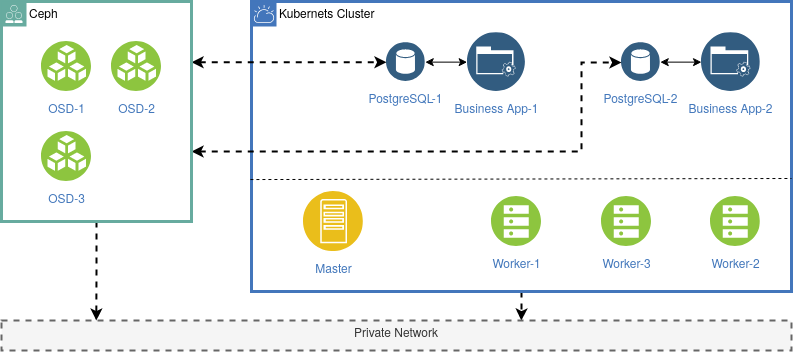 Ceph
OSD-1
OSD-2
OSD-3
Kubernets Cluster
PostgreSQL-1
Business App-1
PostgreSQL-2
Business App-2
Master
Worker-1
Worker-3
Worker-2
Private Network